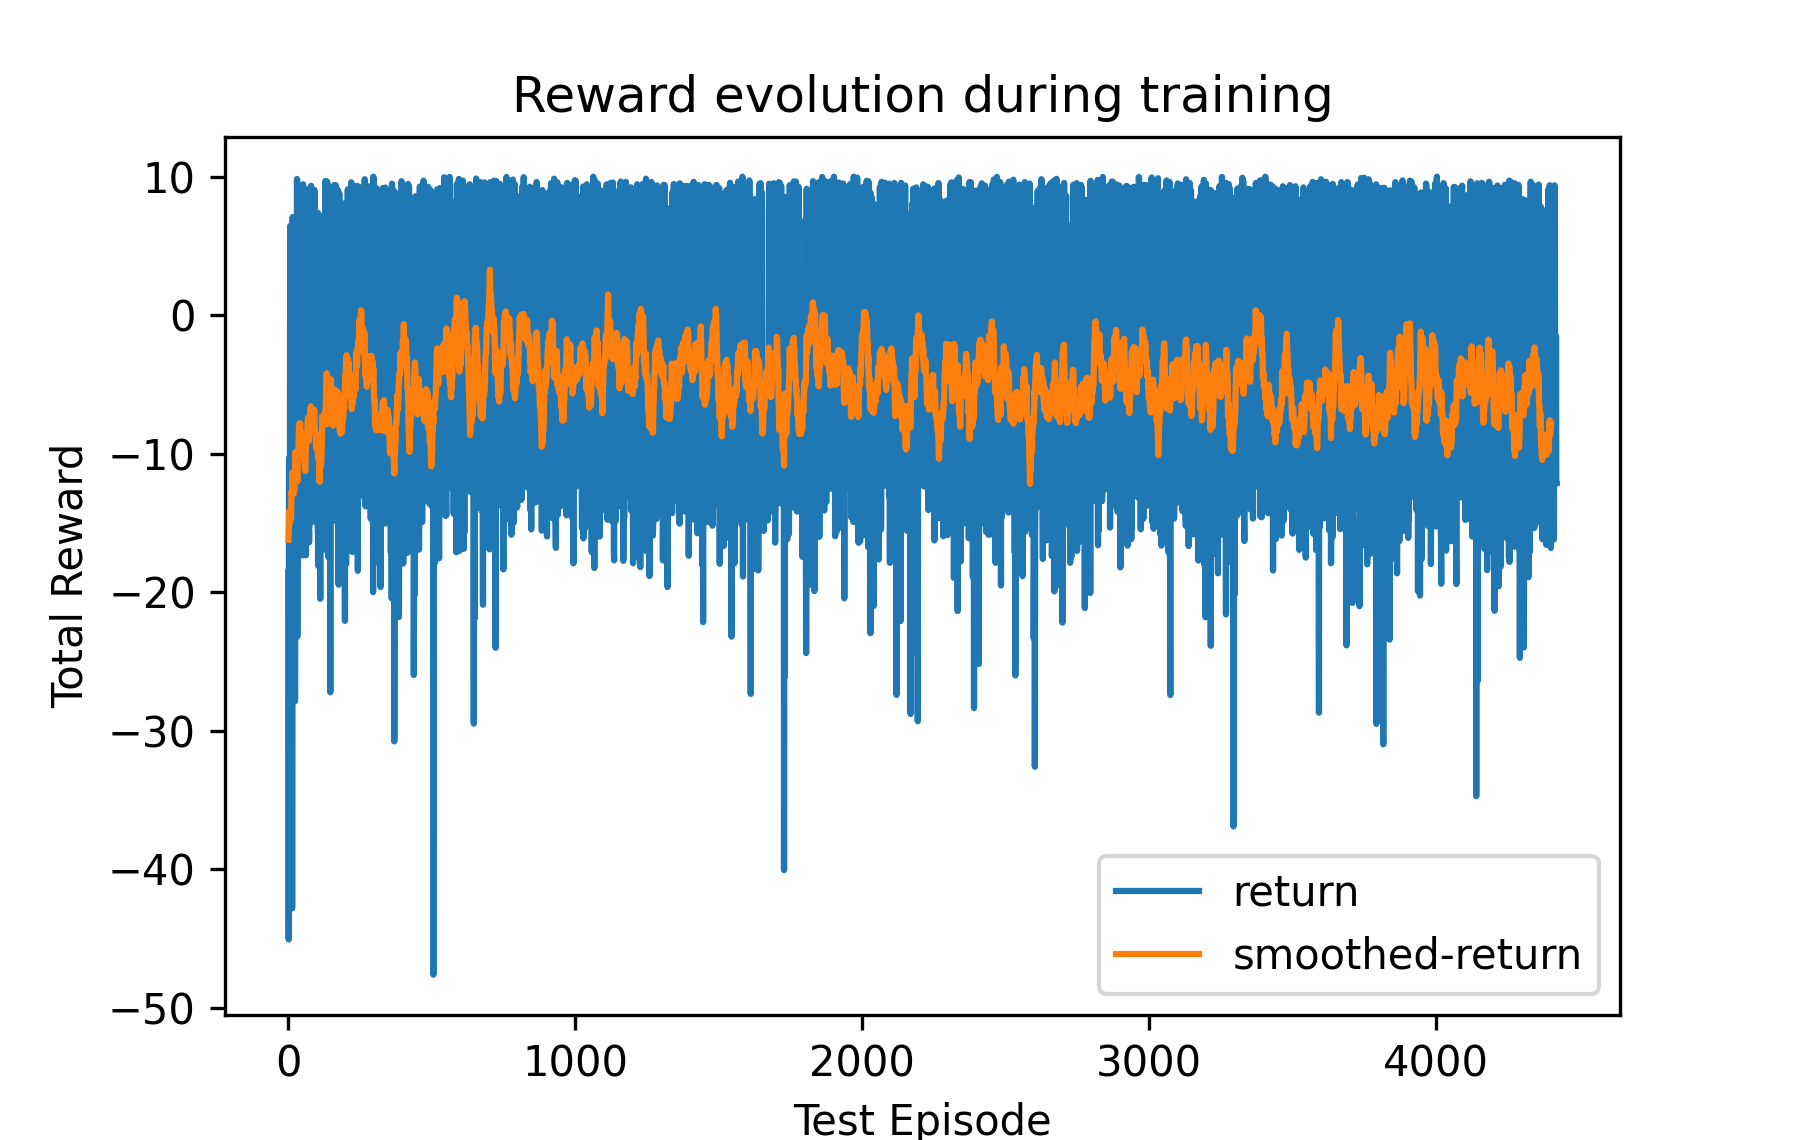 Reward evolution during training
10
0
−10
−20
−30
−40
−50
Total Reward
return
smoothed-return
0 1000 2000 3000 4000
Test Episode